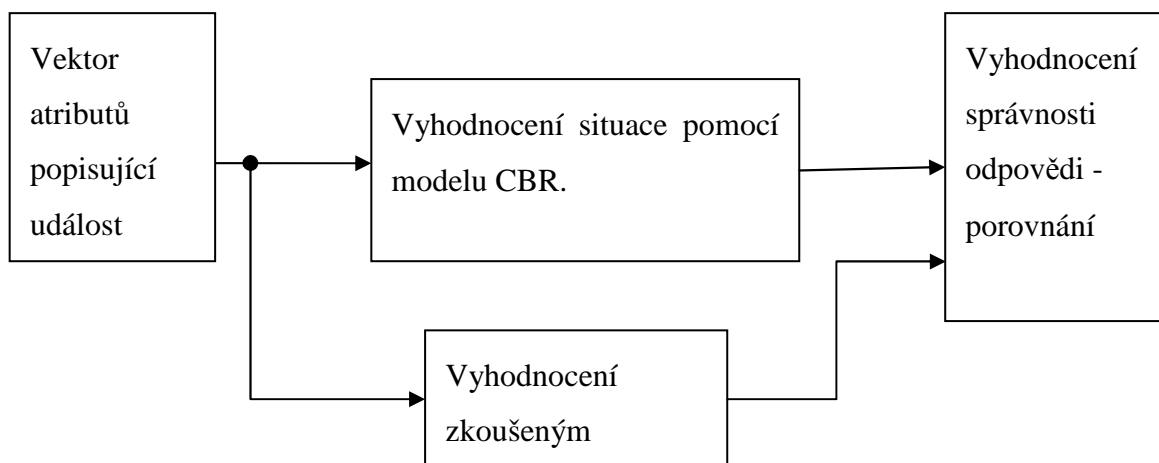 Vektor
atributů
popisující
událost
Vyhodnocení situace pomocí
modelu CBR.
Vyhodnocení
zkoušeným
Vyhodnocení
správnosti
odpovědi -
porovnání